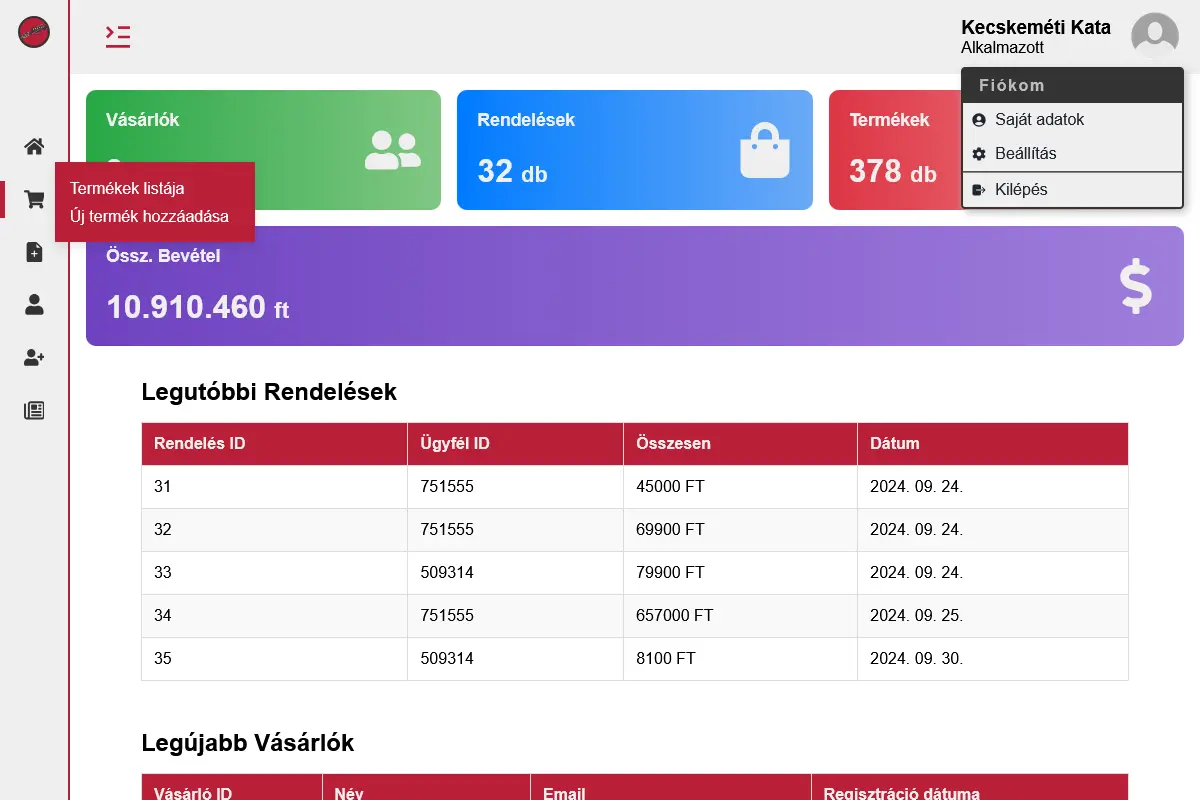 Kecskeméti Kata
Alkalmazott
Fiókom
Saját adatok
Beállítás
Kilépés
Vásárlók
Rendelések
32 db
Termékek
378 db
Termékek listája
Új termék hozzáadása
Össz. Bevétel
10.910.460 ft
Legutóbbi Rendelések
Rendelés ID Ügyfél ID Összesen Dátum
31 751555 45000 FT 2024. 09. 24.
32 751555 69900 FT 2024. 09. 24.
33 509314 79900 FT 2024. 09. 24.
34 751555 657000 FT 2024. 09. 25.
35 509314 8100 FT 2024. 09. 30.
Legújabb Vásárlók
Vásárló ID Név Email Regisztráció dátuma